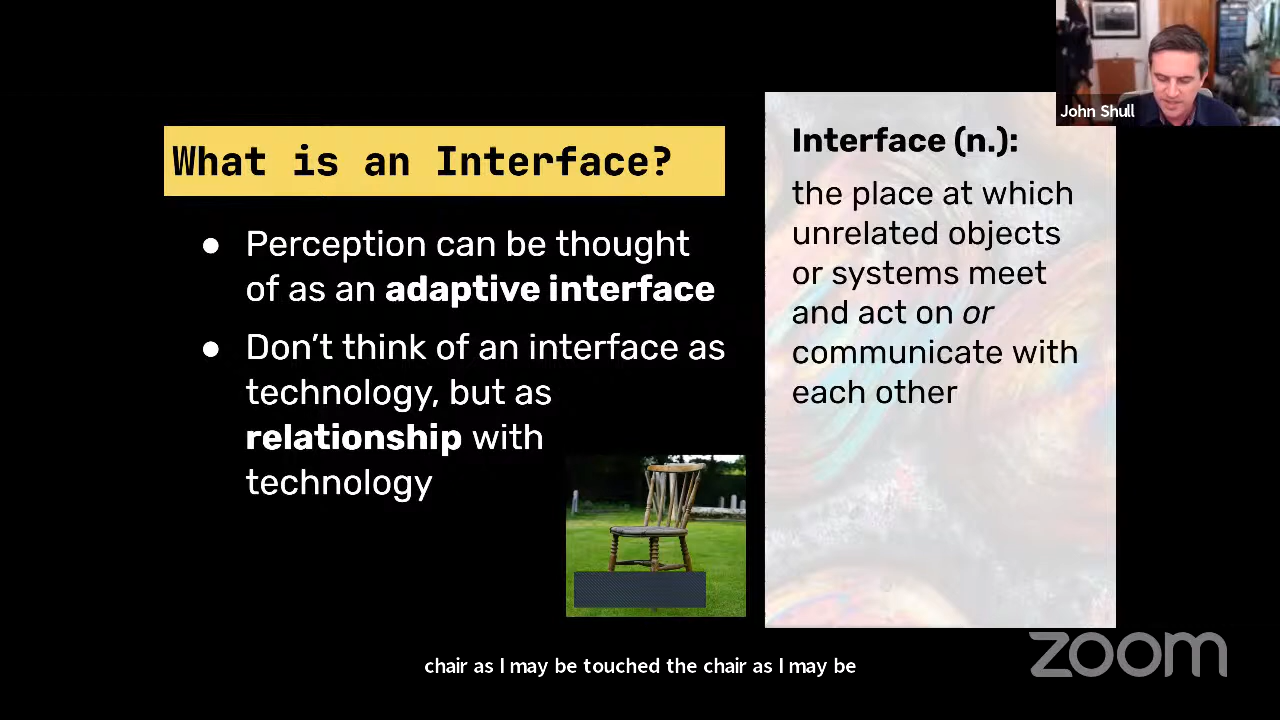 John Shull
What is an Interface?
● Perception can be thought
of as an adaptive interface
● Don't think of an interface as
technology, but as
relationship with
technology
Interface (n.):
the place at which
unrelated objects
or systems meet
and act on or
communicate with
each other
chair as I may be touched the chair as I may be
zoom